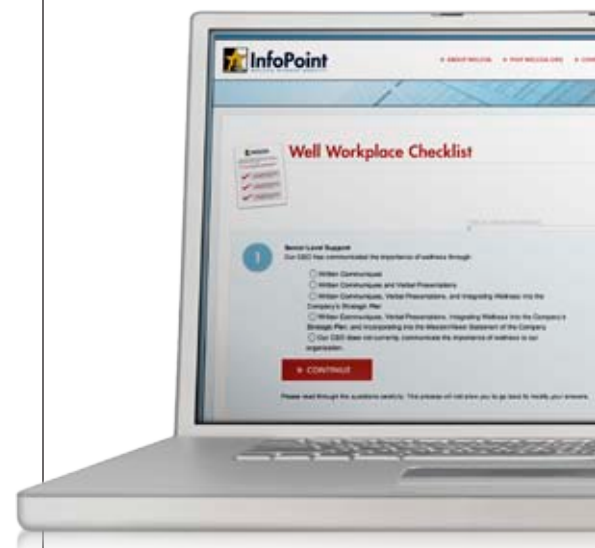 InfoPoint
Well Workplace Checklist
1
Senior Level Support
Our CEO has communicated the importance of wellness through:
Written Communiques
Written Communiques and Verbal Presentations
Written Communiques, Verbal Presentations, and Integrating Wellness into the
Company's Strategic Plan
Written Communiques, Verbal Presentations, Integrating Wellness into the Company's
Strategic Plan, and Incorporating into the Mission/Vision Statement of the Company
Our CEO does not currently communicate the importance of wellness to our
organization.
CONTINUE
Please read through the questions carefully. This process will not allow you to go back to modify your answers.